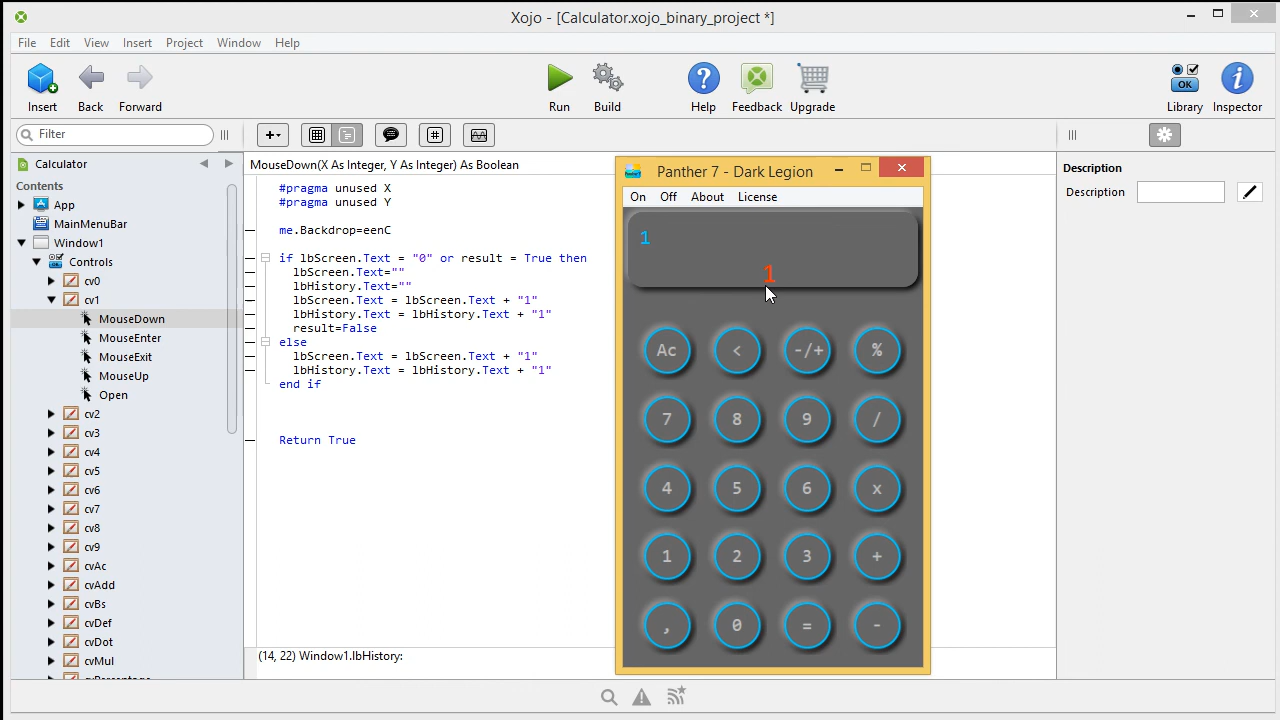 Xojo - [Calculator.xojo_binary_project *]
File Edit View Insert Project Window Help
Insert Back Forward Run Build Help Feedback Upgrade OK Library Inspector
Filter
Calculator
Contents
App
MainMenuBar
Window1
Controls
cv0
cv1
MouseDown
MouseEnter
MouseExit
MouseUp
Open
cv2
cv3
cv4
cv5
cv6
cv7
cv8
cv9
cvAc
cvAdd
cvBs
cvDef
cvDot
cvMul
cvPercentage
MouseDown(X As Integer, Y As Integer) As Boolean
#pragma unused X
#pragma unused Y
me.Backdrop=eenC
if lbScreen.Text = "0" or result = True then
lbScreen.Text=""
lbHistory.Text=""
lbScreen.Text = lbScreen.Text + "1"
lbHistory.Text = lbHistory.Text + "1"
result=False
else
lbScreen.Text = lbScreen.Text + "1"
lbHistory.Text = lbHistory.Text + "1"
end if
Return True
(14, 22) Window1.lbHistory:
Panther 7 - Dark Legion
On Off About License
1
1
Ac < -/+ %
7 8 9 /
4 5 6 x
1 2 3 +
, 0 = -
Description
Description